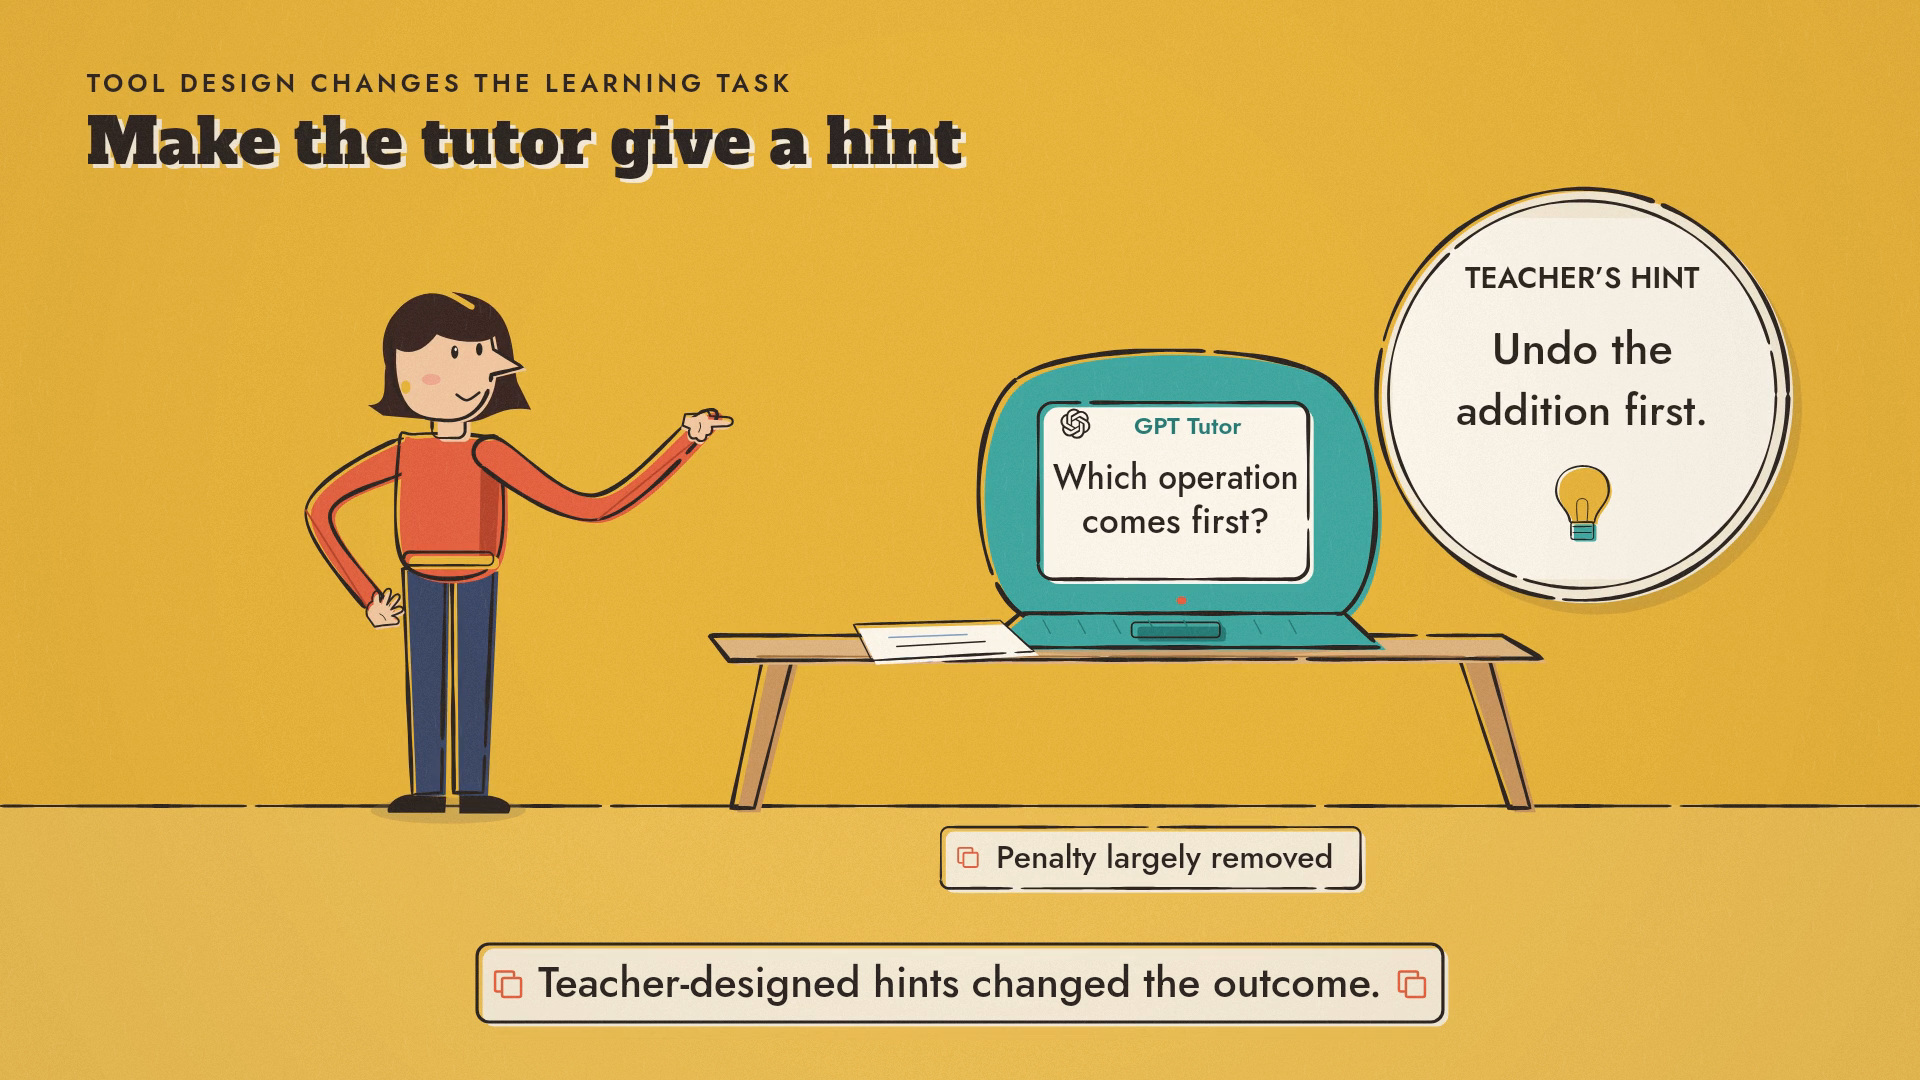 TOOL DESIGN CHANGES THE LEARNING TASK
Make the tutor give a hint
TEACHER’S HINT
Undo the
addition first.
GPT Tutor
Which operation
comes first?
Penalty largely removed
Teacher-designed hints changed the outcome.